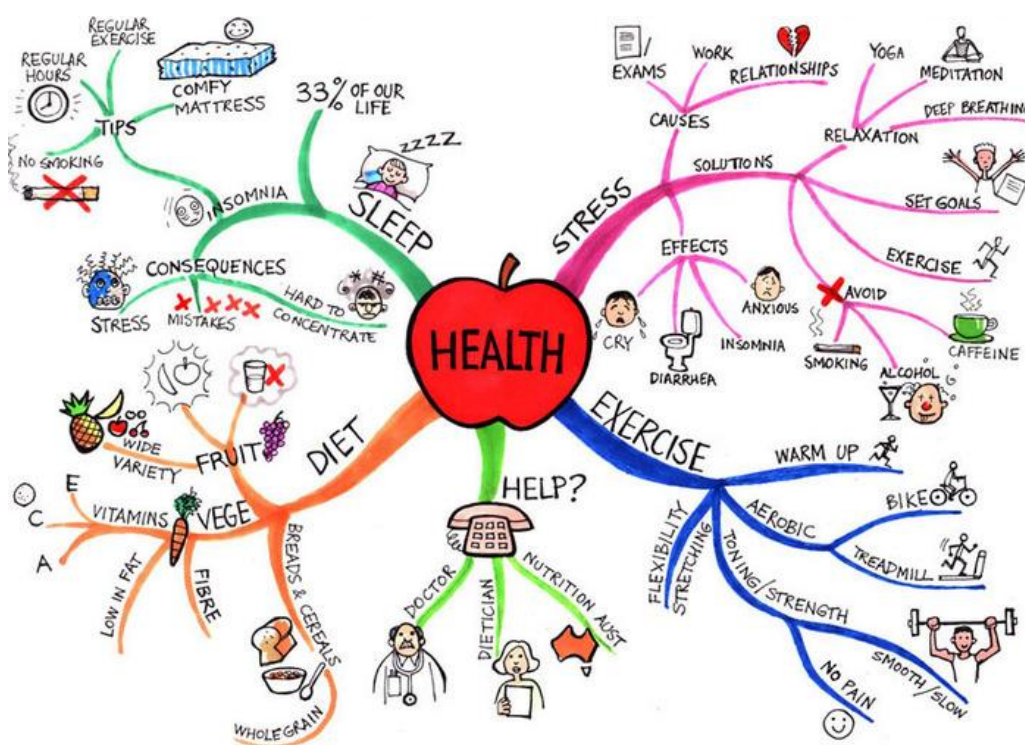 HEALTH
SLEEP
33% OF OUR
LIFE
ZZZZ
INSOMNIA
TIPS
REGULAR
EXERCISE
REGULAR
HOURS
COMFY
MATTRESS
NO SMOKING
CONSEQUENCES
STRESS
MISTAKES
HARD TO
CONCENTRATE
STRESS
CAUSES
EXAMS
WORK
RELATIONSHIPS
SOLUTIONS
RELAXATION
YOGA
MEDITATION
DEEP BREATHING
SET GOALS
EXERCISE
AVOID
SMOKING
ALCOHOL
CAFFEINE
EFFECTS
CRY
DIARRHEA
INSOMNIA
ANXIOUS
EXERCISE
WARM UP
AEROBIC
BIKE
TREADMILL
TONING/STRENGTH
SMOOTH/SLOW
NO PAIN
FLEXIBILITY
STRETCHING
HELP?
DOCTOR
DIETICIAN
NUTRITION AUST
DIET
FRUIT
WIDE
VARIETY
VEGE
VITAMINS
E
C
A
LOW IN FAT
FIBRE
BREADS & CEREALS
WHOLEGRAIN